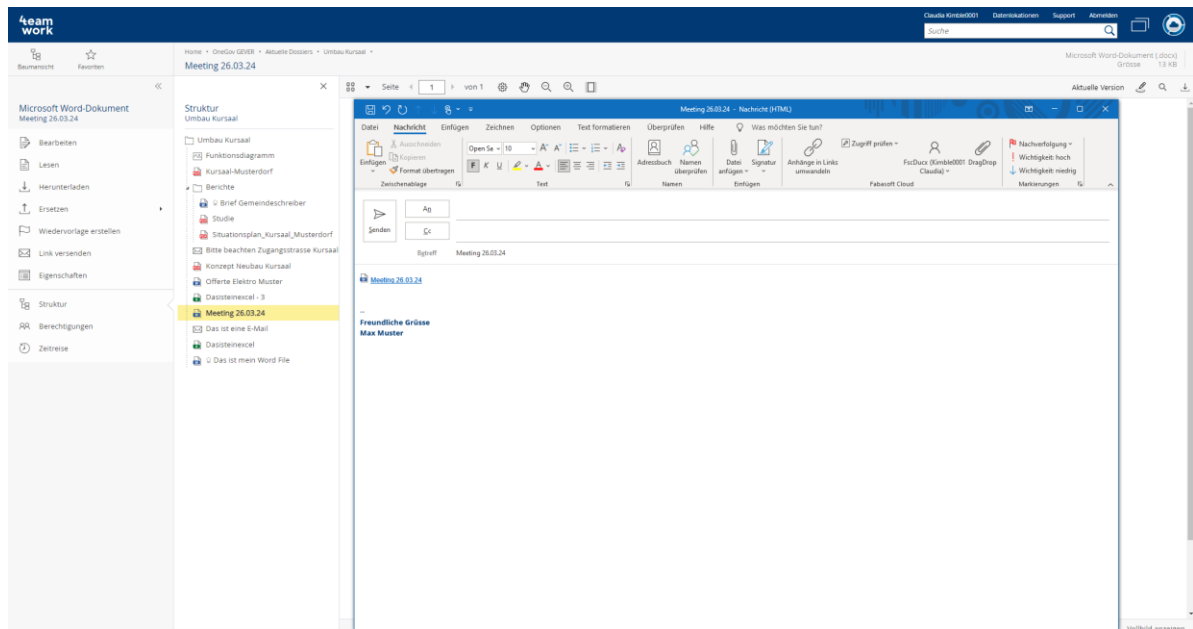 4team
work
Claudia Kimble0001 Datenlokationen Support Abmelden
Suche
Baumansicht Favoriten
Home • OneGov GEVER • Aktuelle Dossiers • Umbau Kursaal •
Meeting 26.03.24
Microsoft Word-Dokument (.docx)
Grösse 13 KB
Seite 1 von 1
Aktuelle Version
Microsoft Word-Dokument
Meeting 26.03.24
Bearbeiten
Lesen
Herunterladen
Ersetzen
Wiedervorlage erstellen
Link versenden
Eigenschaften
Struktur
Berechtigungen
Zeitreise
Struktur
Umbau Kursaal
Umbau Kursaal
Funktionsdiagramm
Kursaal-Musterdorf
Berichte
Brief Gemeindeschreiber
Studie
Situationsplan_Kursaal_Musterdorf
Bitte beachten Zugangsstrasse Kursaal
Konzept Neubau Kursaal
Offerte Elektro Muster
Dasisteinexcel - 3
Meeting 26.03.24
Das ist eine E-Mail
Dasisteinexcel
Das ist mein Word File
Meeting 26.03.24 – Nachricht (HTML)
Datei Nachricht Einfügen Zeichnen Optionen Text formatieren Überprüfen Hilfe Was möchten Sie tun?
Einfügen
Ausschneiden
Kopieren
Format übertragen
Zwischenablage
Open Se 10
F K U
Text
Adressbuch Namen überprüfen
Namen
Datei anfügen Signatur
Einfügen
Anhänge in Links umwandeln
Zugriff prüfen
FscDucx (Kimble0001 Claudia) DragDrop
Fabasoft Cloud
Nachverfolgung
Wichtigkeit: hoch
Wichtigkeit: niedrig
Markierungen
Senden
An
Cc
Betreff Meeting 26.03.24
Meeting 26.03.24
--
Freundliche Grüsse
Max Muster